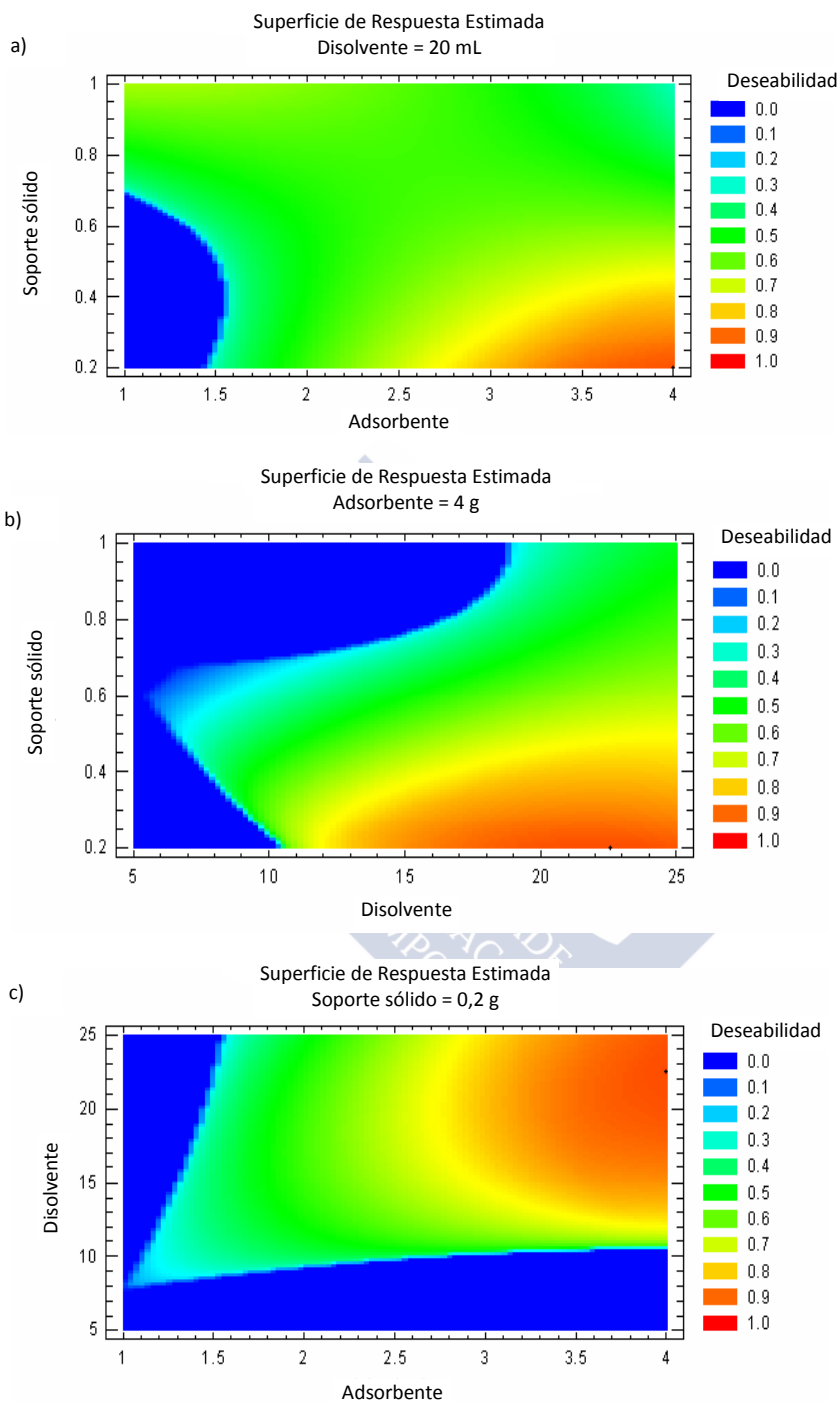 Superficie de Respuesta Estimada
Disolvente = 20 mL
a)
Deseabilidad
0.0
0.1
0.2
0.3
0.4
0.5
0.6
0.7
0.8
0.9
1.0
Soporte sólido
1
0.8
0.6
0.4
0.2
1 1.5 2 2.5 3 3.5 4
Adsorbente
Superficie de Respuesta Estimada
Adsorbente = 4 g
b)
Deseabilidad
0.0
0.1
0.2
0.3
0.4
0.5
0.6
0.7
0.8
0.9
1.0
Soporte sólido
1
0.8
0.6
0.4
0.2
5 10 15 20 25
Disolvente
Superficie de Respuesta Estimada
Soporte sólido = 0,2 g
c)
Deseabilidad
0.0
0.1
0.2
0.3
0.4
0.5
0.6
0.7
0.8
0.9
1.0
Disolvente
25
20
15
10
5
1 1.5 2 2.5 3 3.5 4
Adsorbente